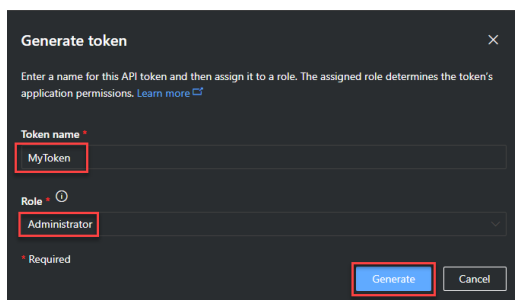 Generate token
Enter a name for this API token and then assign it to a role. The assigned role determines the token's
application permissions. Learn more
Token name *
MyToken
Role *
Administrator
* Required
Generate
Cancel